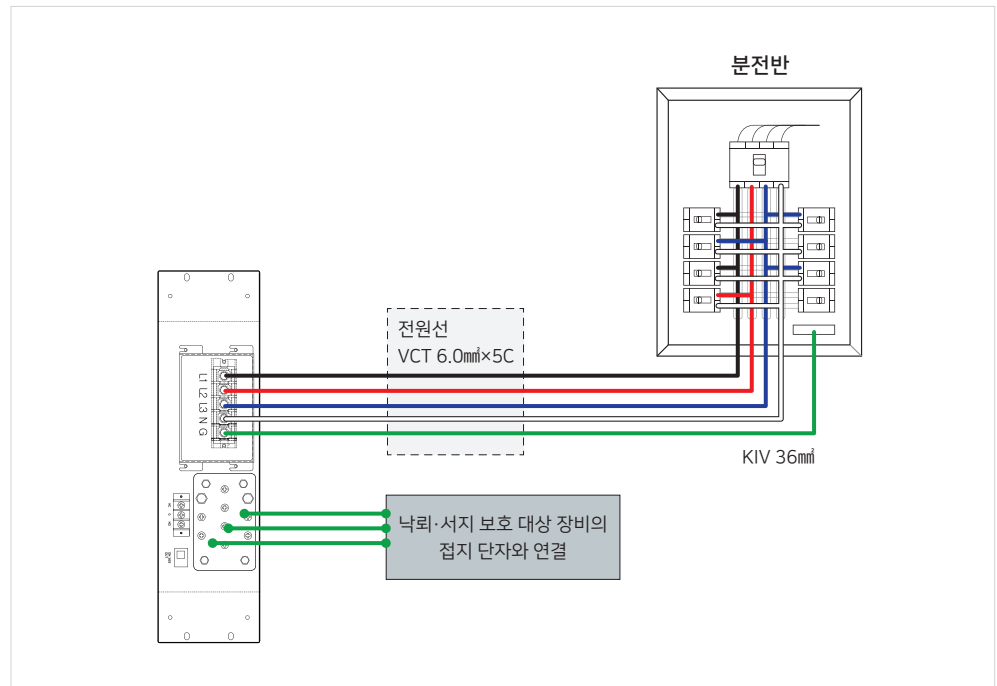 분전반
전원선
VCT 6.0㎟×5C
L1 L2 L3 N G
KIV 36㎟
낙뢰·서지 보호 대상 장비의
접지 단자와 연결